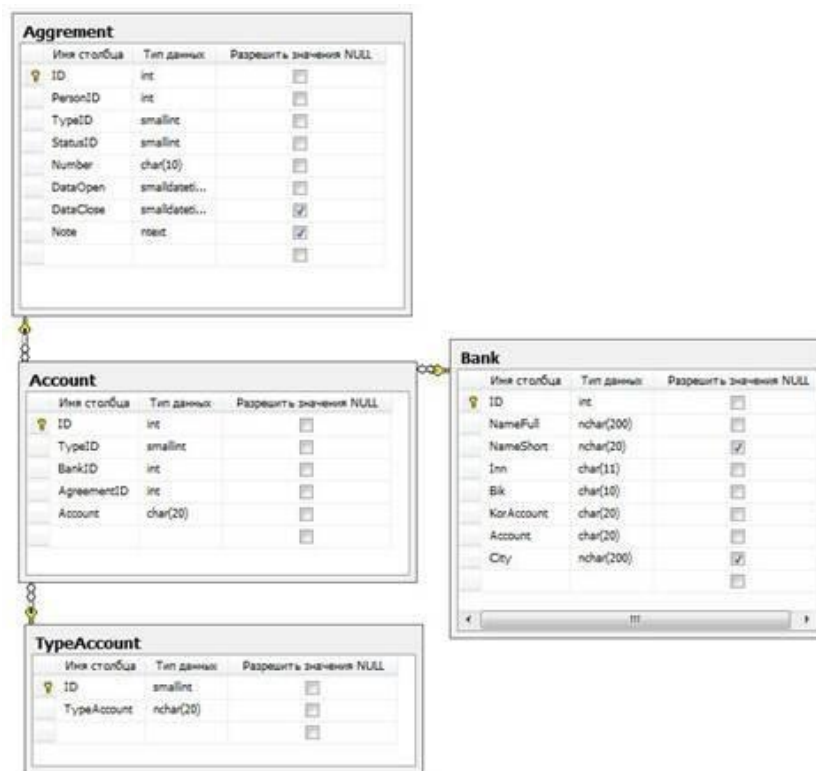 Aggrement
Имя столбца Тип данных Разрешить значения NULL
ID int
PersonID int
TypeID smallint
StatusID smallint
Number char(10)
DataOpen smalldateti...
DataClose smalldateti...
Note ntext
Account
Имя столбца Тип данных Разрешить значения NULL
ID int
TypeID smallint
BankID int
AgreementID int
Account char(20)
Bank
Имя столбца Тип данных Разрешить значения NULL
ID int
NameFull nchar(200)
NameShort nchar(20)
Inn char(11)
Bik char(10)
KorAccount char(20)
Account char(20)
City nchar(200)
TypeAccount
Имя столбца Тип данных Разрешить значения NULL
ID smallint
TypeAccount nchar(20)